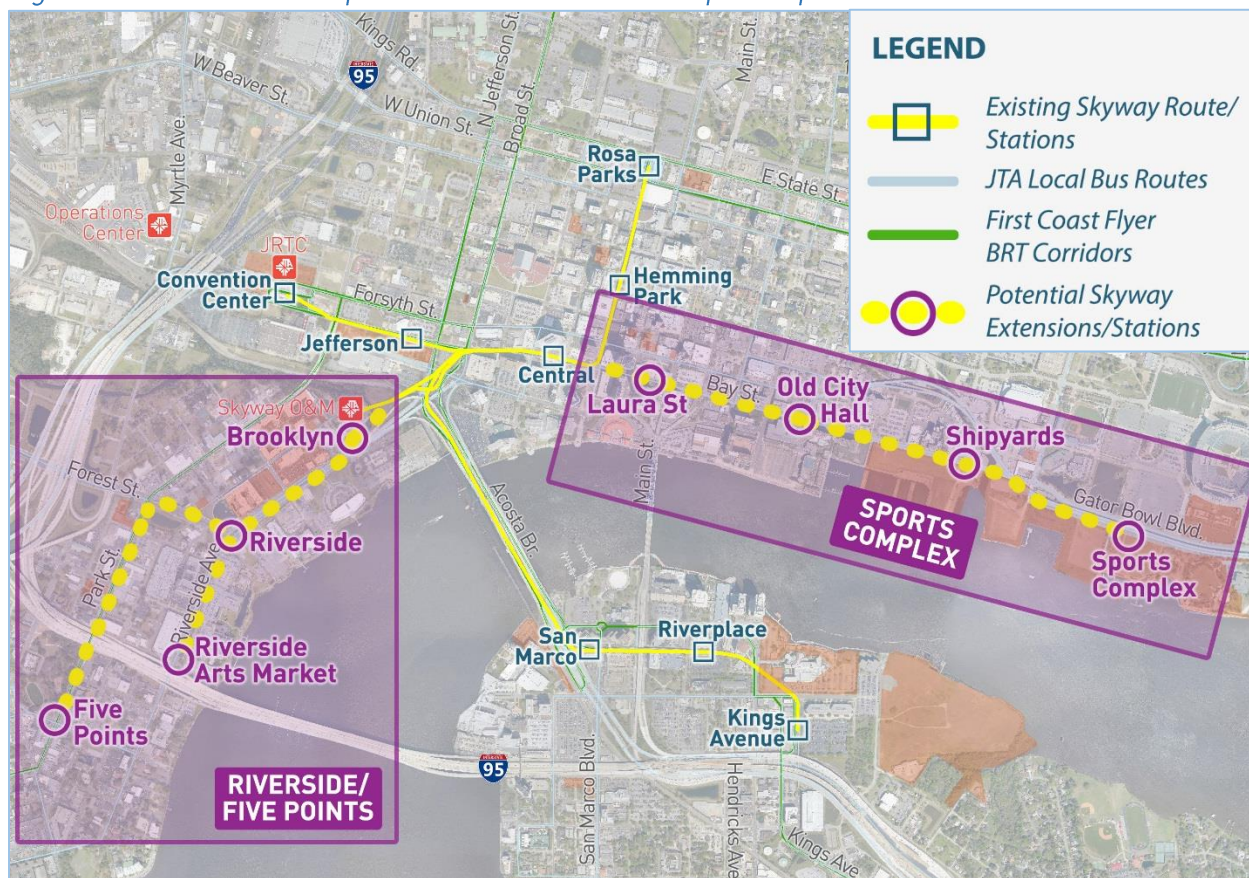 LEGEND
Existing Skyway Route/
Stations
JTA Local Bus Routes
First Coast Flyer
BRT Corridors
Potential Skyway
Extensions/Stations
Kings Rd.
95
W Beaver St.
W Union St.
N Jefferson St.
Broad St.
Main St.
Myrtle Ave.
Rosa
Parks
E State St.
Operations
Center
JRTC
Convention
Center
Forsyth St.
Hemming
Park
Jefferson
Central
Laura St
Bay St.
Old City
Hall
Shipyards
Gator Bowl Blvd.
Sports
Complex
SPORTS
COMPLEX
Skyway O&M
Brooklyn
Forest St.
Riverside
Park St.
Riverside Ave.
Riverside
Arts Market
Five
Points
RIVERSIDE/
FIVE POINTS
Acosta Br.
Main St.
San
Marco
Riverplace
Kings
Avenue
95
San Marco Blvd.
Hendricks Ave
Kings Ave